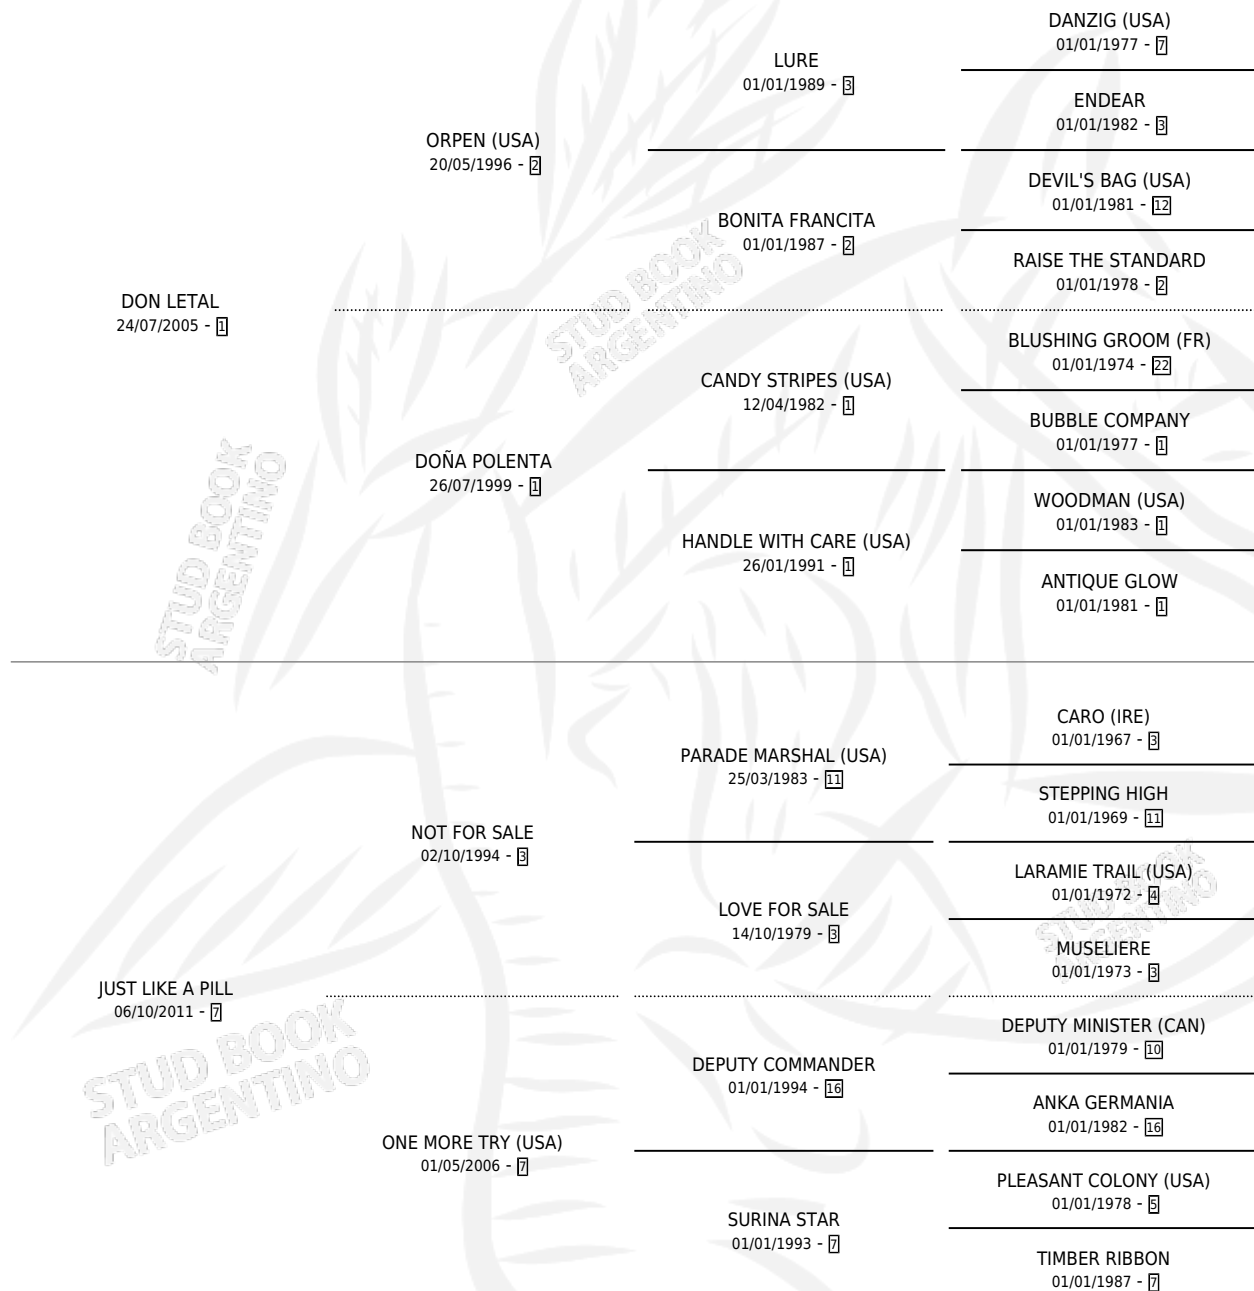 DANZIG (USA)
01/01/1977 - 7
LURE
01/01/1989 - 3
ENDEAR
01/01/1982 - 3
ORPEN (USA)
20/05/1996 - 2
DEVIL'S BAG (USA)
01/01/1981 - 12
BONITA FRANCITA
01/01/1987 - 2
RAISE THE STANDARD
01/01/1978 - 2
DON LETAL
24/07/2005 - 1
BLUSHING GROOM (FR)
01/01/1974 - 22
CANDY STRIPES (USA)
12/04/1982 - 1
BUBBLE COMPANY
01/01/1977 - 1
DOÑA POLENTA
26/07/1999 - 1
WOODMAN (USA)
01/01/1983 - 1
HANDLE WITH CARE (USA)
26/01/1991 - 1
ANTIQUE GLOW
01/01/1981 - 1
CARO (IRE)
01/01/1967 - 3
PARADE MARSHAL (USA)
25/03/1983 - 11
STEPPING HIGH
01/01/1969 - 11
NOT FOR SALE
02/10/1994 - 3
LARAMIE TRAIL (USA)
01/01/1972 - 4
LOVE FOR SALE
14/10/1979 - 3
MUSELIERE
01/01/1973 - 3
JUST LIKE A PILL
06/10/2011 - 7
DEPUTY MINISTER (CAN)
01/01/1979 - 10
DEPUTY COMMANDER
01/01/1994 - 16
ANKA GERMANIA
01/01/1982 - 16
ONE MORE TRY (USA)
01/05/2006 - 7
PLEASANT COLONY (USA)
01/01/1978 - 5
SURINA STAR
01/01/1993 - 7
TIMBER RIBBON
01/01/1987 - 7
STUD BOOK
ARGENTINO
STUD BOOK
ARGENTINO
STUD BOOK
ARGENTINO
STUD BOOK
ARGENTINO